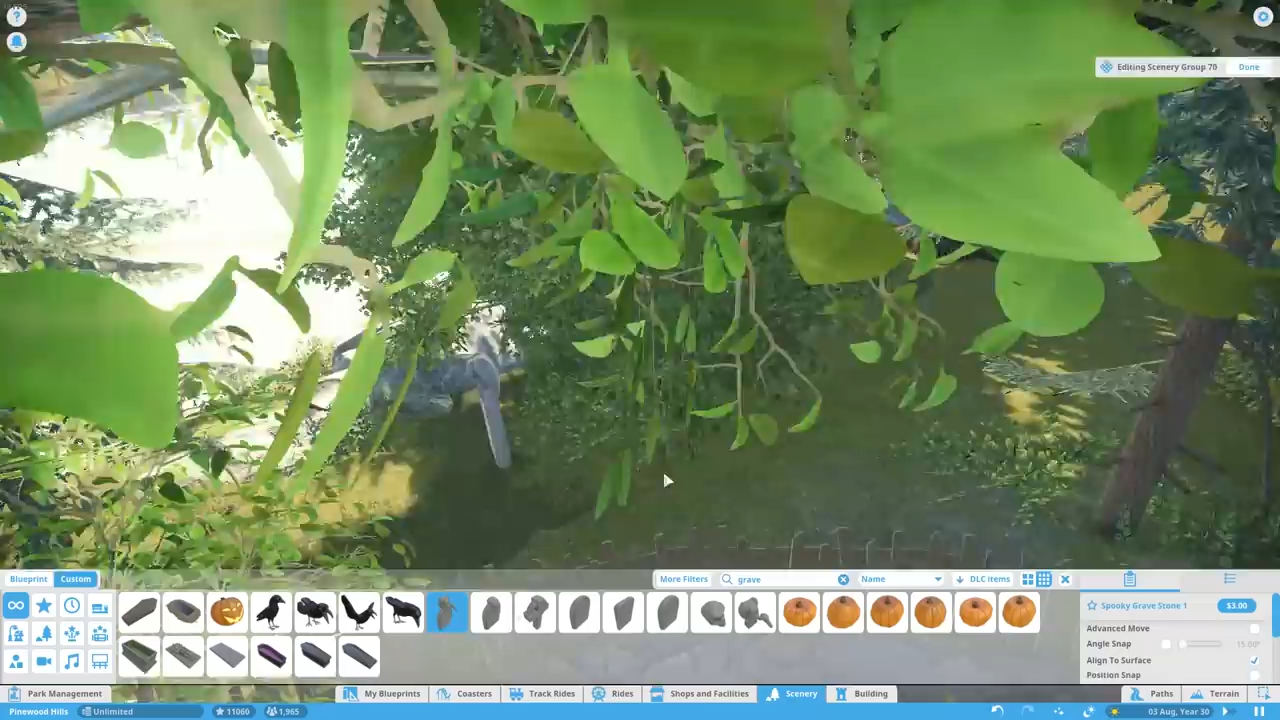 ?
Editing Scenery Group 70 Done
Blueprint Custom More Filters grave Name DLC items
Spooky Grave Stone 1 $3.00
Advanced Move
Angle Snap 15.00°
Align To Surface
Position Snap
Park Management My Blueprints Coasters Track Rides Rides Shops and Facilities Scenery Building Paths Terrain
Pinewood Hills Unlimited 11060 1,965 03 Aug, Year 30